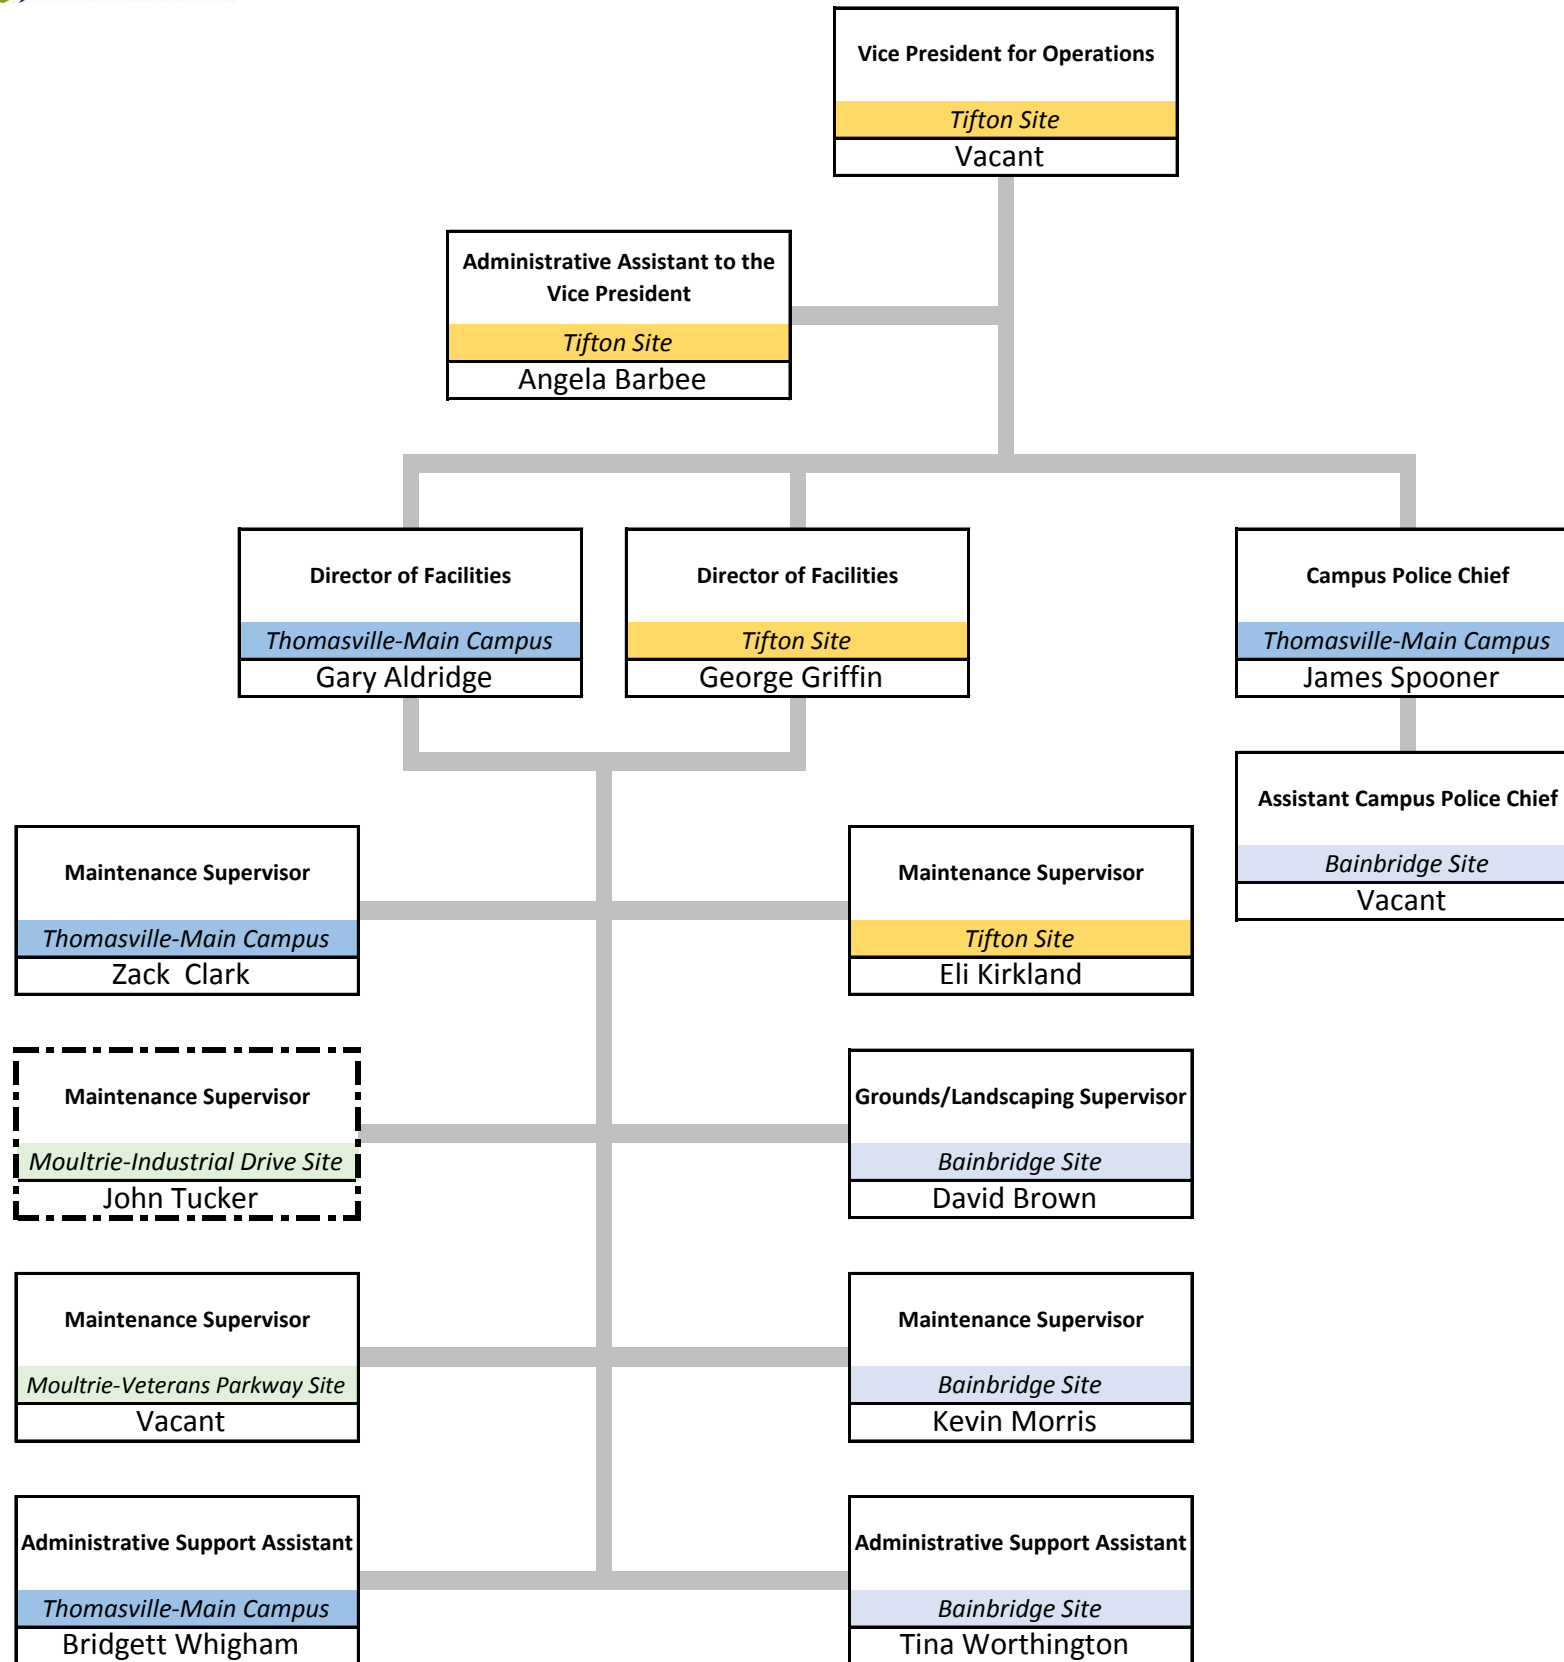 Vice President for Operations
Tifton Site
Vacant
Administrative Assistant to the
Vice President
Tifton Site
Angela Barbee
Director of Facilities
Thomasville-Main Campus
Gary Aldridge
Director of Facilities
Tifton Site
George Griffin
Campus Police Chief
Thomasville-Main Campus
James Spooner
Assistant Campus Police Chief
Bainbridge Site
Vacant
Maintenance Supervisor
Thomasville-Main Campus
Zack  Clark
Maintenance Supervisor
Tifton Site
Eli Kirkland
Maintenance Supervisor
Moultrie-Industrial Drive Site
John Tucker
Grounds/Landscaping Supervisor
Bainbridge Site
David Brown
Maintenance Supervisor
Moultrie-Veterans Parkway Site
Vacant
Maintenance Supervisor
Bainbridge Site
Kevin Morris
Administrative Support Assistant
Thomasville-Main Campus
Bridgett Whigham
Administrative Support Assistant
Bainbridge Site
Tina Worthington